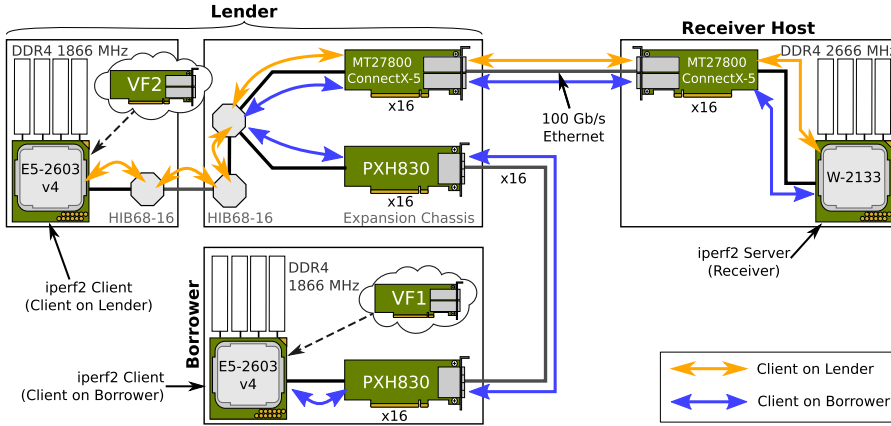 Lender
Receiver Host
DDR4 1866 MHz
VF2
MT27800
ConnectX-5
x16
100 Gb/s
Ethernet
MT27800
ConnectX-5
x16
DDR4 2666 MHz
E5-2603
v4
PXH830
x16
x16
W-2133
HIB68-16
HIB68-16
Expansion Chassis
iperf2 Client
(Client on Lender)
iperf2 Server
(Receiver)
Borrower
DDR4
1866 MHz
VF1
E5-2603
v4
PXH830
x16
iperf2 Client
(Client on Borrower)
Client on Lender
Client on Borrower